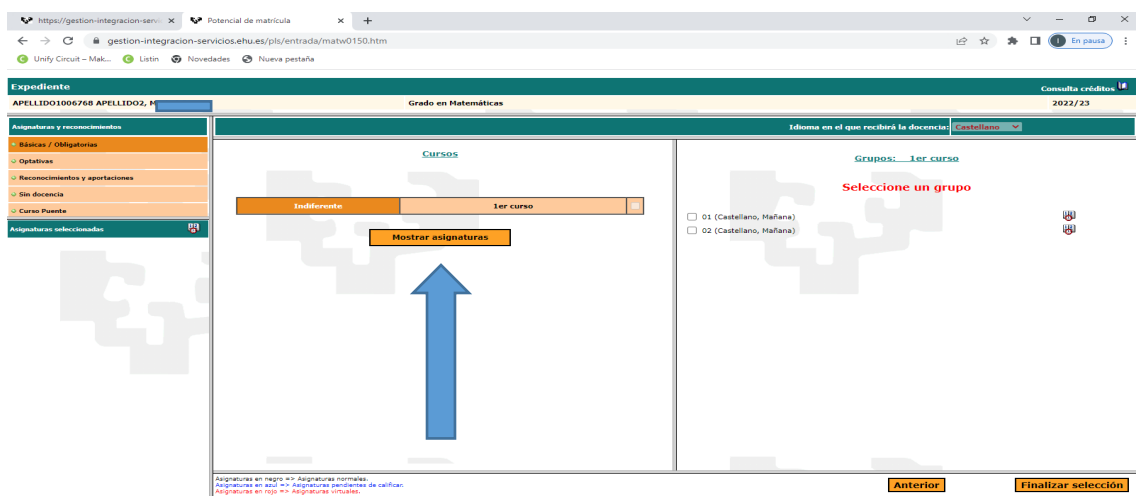 https://gestion-integracion-servic
Potencial de matrícula
gestion-integracion-servicios.ehu.es/pls/entrada/matw0150.htm
En pausa
Unify Circuit – Mak... Listin Novedades Nueva pestaña
Expediente
Consulta créditos
APELLIDO1006768 APELLIDO2, M
Grado en Matemáticas
2022/23
Asignaturas y reconocimientos
Idioma en el que recibirá la docencia: Castellano
Básicas / Obligatorias
Optativas
Reconocimientos y aportaciones
Sin docencia
Curso Puente
Asignaturas seleccionadas
Cursos
Indiferente
1er curso
Mostrar asignaturas
Grupos: 1er curso
Seleccione un grupo
01 (Castellano, Mañana)
02 (Castellano, Mañana)
Asignaturas en negro => Asignaturas normales.
Asignaturas en azul => Asignaturas pendientes de calificar.
Asignaturas en rojo => Asignaturas virtuales.
Anterior
Finalizar selección